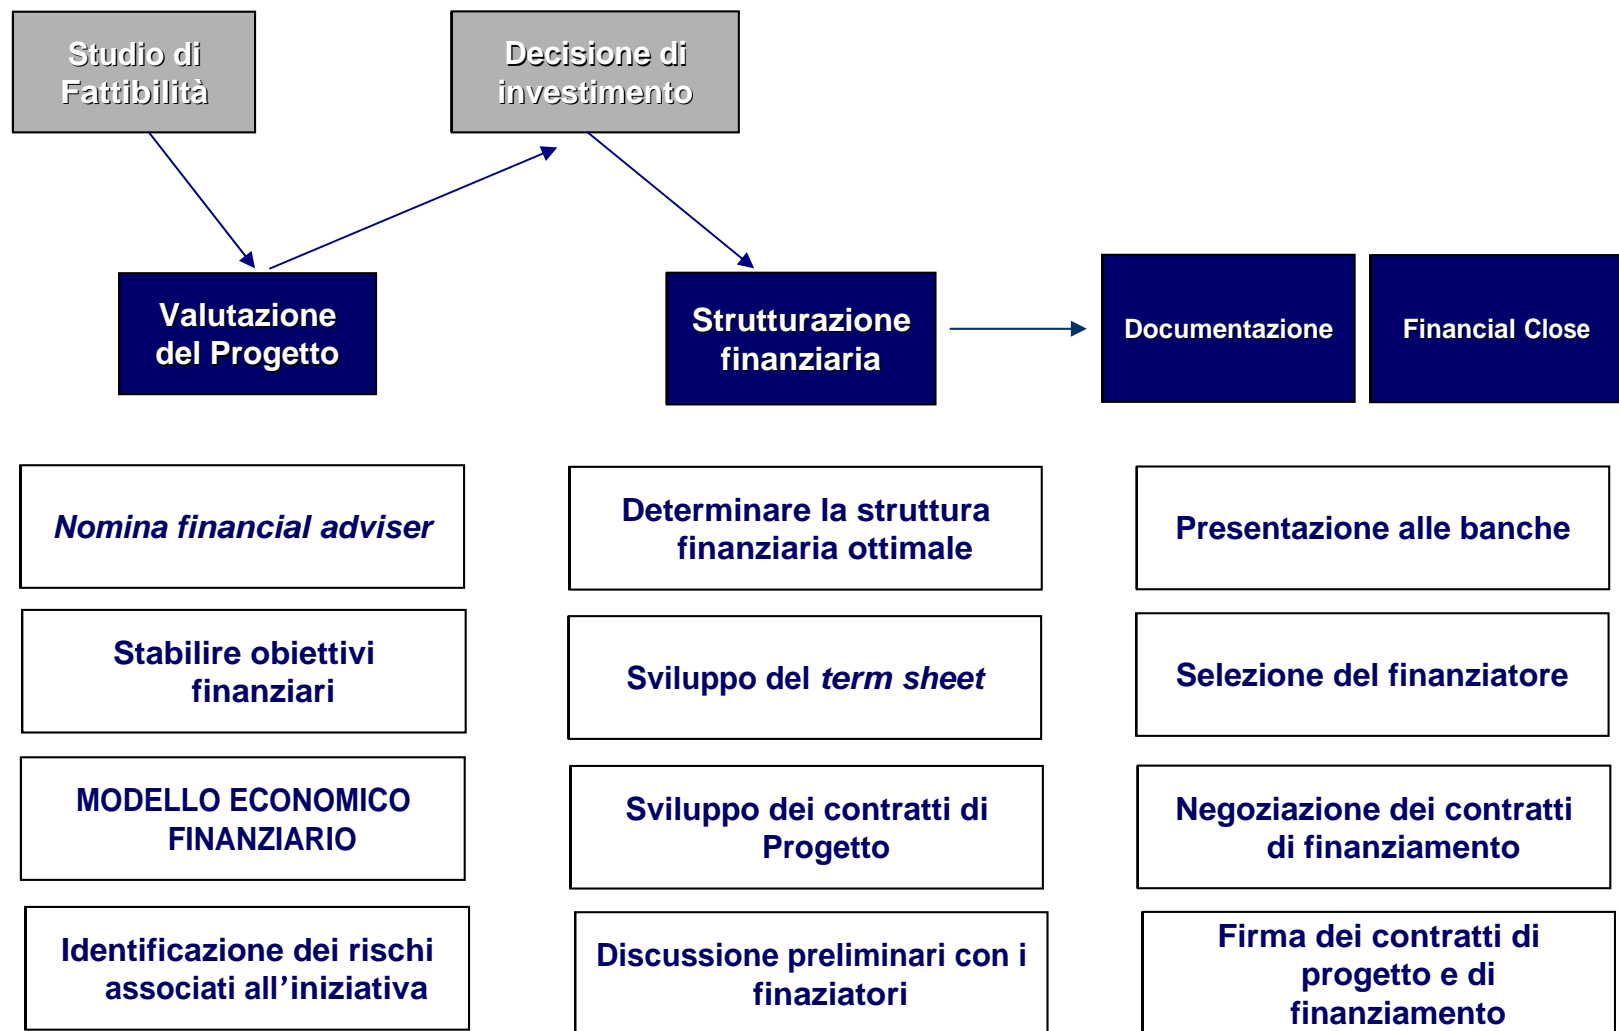 Studio di
Fattibilità
Decisione di
investimento
Valutazione
del Progetto
Strutturazione
finanziaria
Documentazione
Financial Close
Nomina financial adviser
Stabilire obiettivi
finanziari
MODELLO ECONOMICO
FINANZIARIO
Identificazione dei rischi
associati all’iniziativa
Determinare la struttura
finanziaria ottimale
Sviluppo del term sheet
Sviluppo dei contratti di
Progetto
Discussione preliminari con i
finaziatori
Presentazione alle banche
Selezione del finanziatore
Negoziazione dei contratti
di finanziamento
Firma dei contratti di
progetto e di
finanziamento